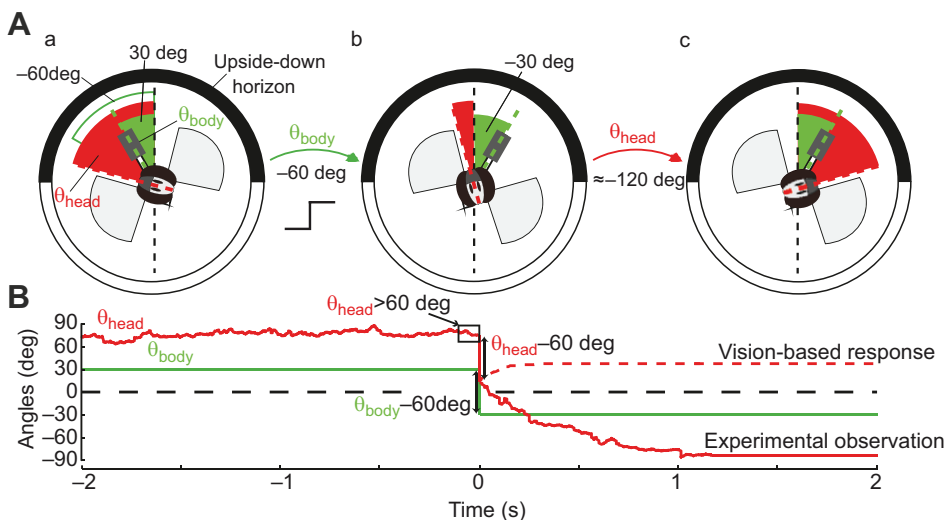 A
a
b
c
30 deg
–60deg
Upside-down
horizon
–30 deg
θbody
θhead
θbody
–60 deg
θhead
≈–120 deg
B
θhead>60 deg
θhead
θbody
θhead–60 deg
θbody–60deg
Vision-based response
Experimental observation
Angles (deg)
90
60
30
0
–30
–60
–90
–2
–1
0
1
2
Time (s)